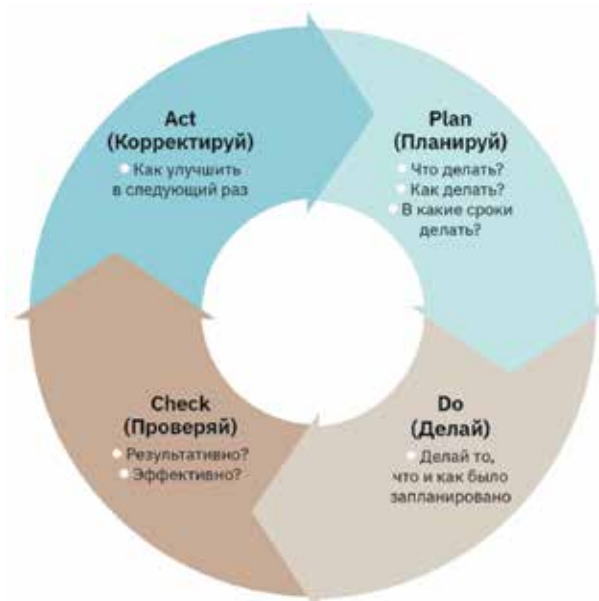 Act
(Корректируй)
Как улучшить
в следующий раз
Plan
(Планируй)
Что делать?
Как делать?
В какие сроки
делать?
Check
(Проверяй)
Результативно?
Эффективно?
Do
(Делай)
Делай то,
что и как было
запланировано